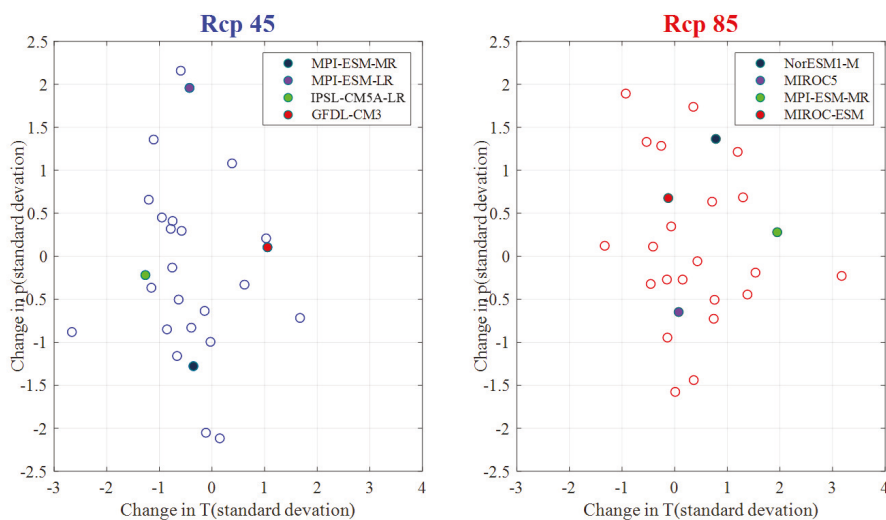 Rcp 45
MPI-ESM-MR
MPI-ESM-LR
IPSL-CM5A-LR
GFDL-CM3
2.5
2
1.5
1
0.5
0
-0.5
-1
-1.5
-2
-2.5
Change in p(standard devation)
-3 -2 -1 0 1 2 3 4
Change in T(standard devation)
Rcp 85
NorESM1-M
MIROC5
MPI-ESM-MR
MIROC-ESM
2.5
2
1.5
1
0.5
0
-0.5
-1
-1.5
-2
-2.5
Change in p(standard devation)
-3 -2 -1 0 1 2 3 4
Change in T(standard devation)